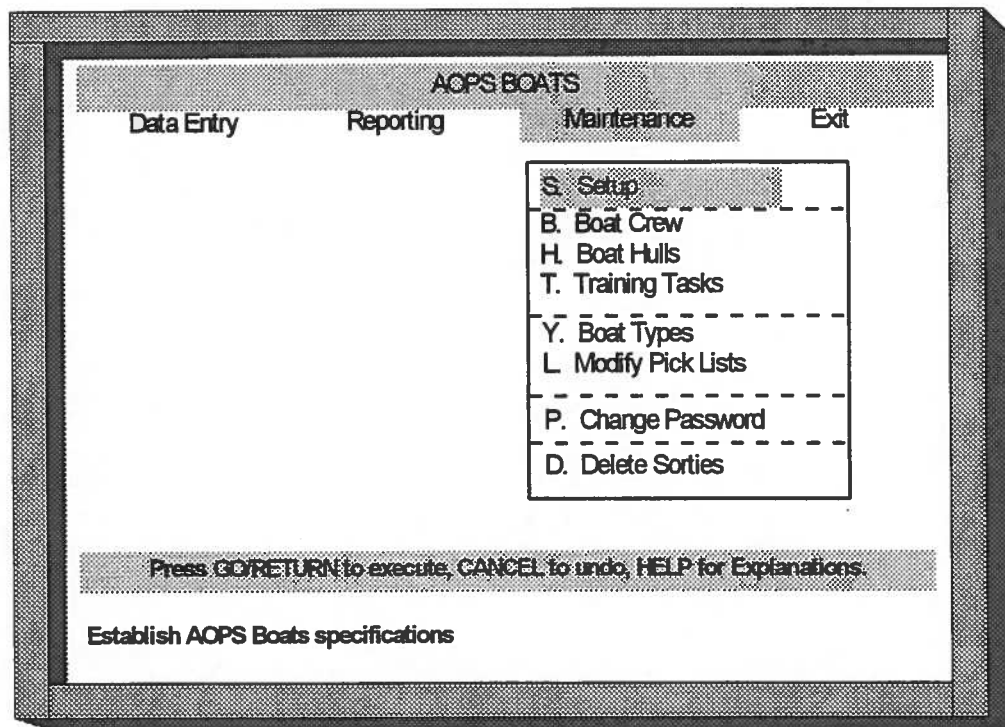 AOPS BOATS
Data Entry Reporting Maintenance Exit
S. Setup
B. Boat Crew
H. Boat Hulls
T. Training Tasks
Y. Boat Types
L. Modify Pick Lists
P. Change Password
D. Delete Sorties
Press GO/RETURN to execute, CANCEL to undo, HELP for Explanations.
Establish AOPS Boats specifications